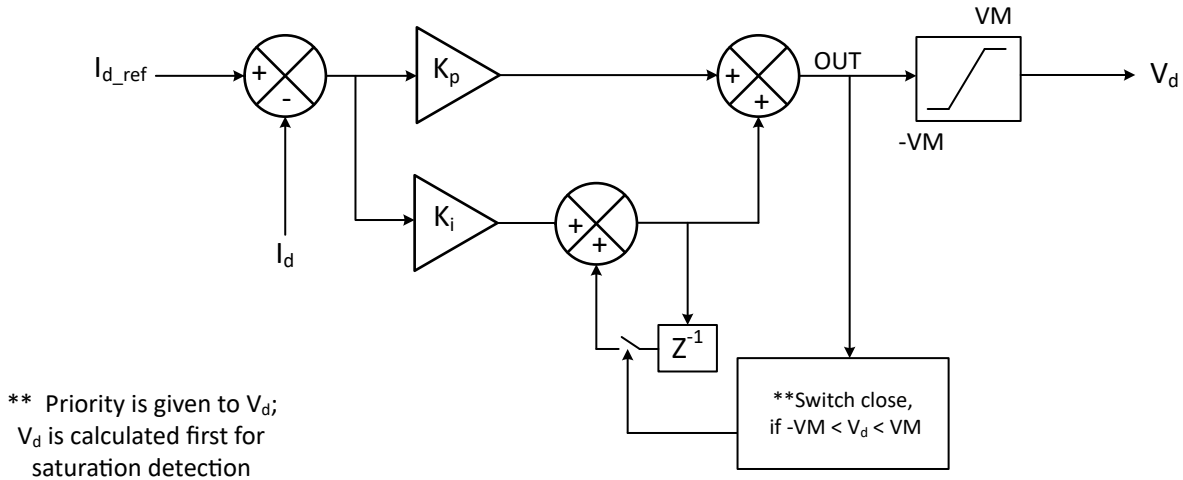 VM
I_d_ref
+
-
K_p
+
+
OUT
V_d
-VM
K_i
+
+
I_d
Z^-1
** Priority is given to V_d;
V_d is calculated first for
saturation detection
**Switch close,
if -VM < V_d < VM